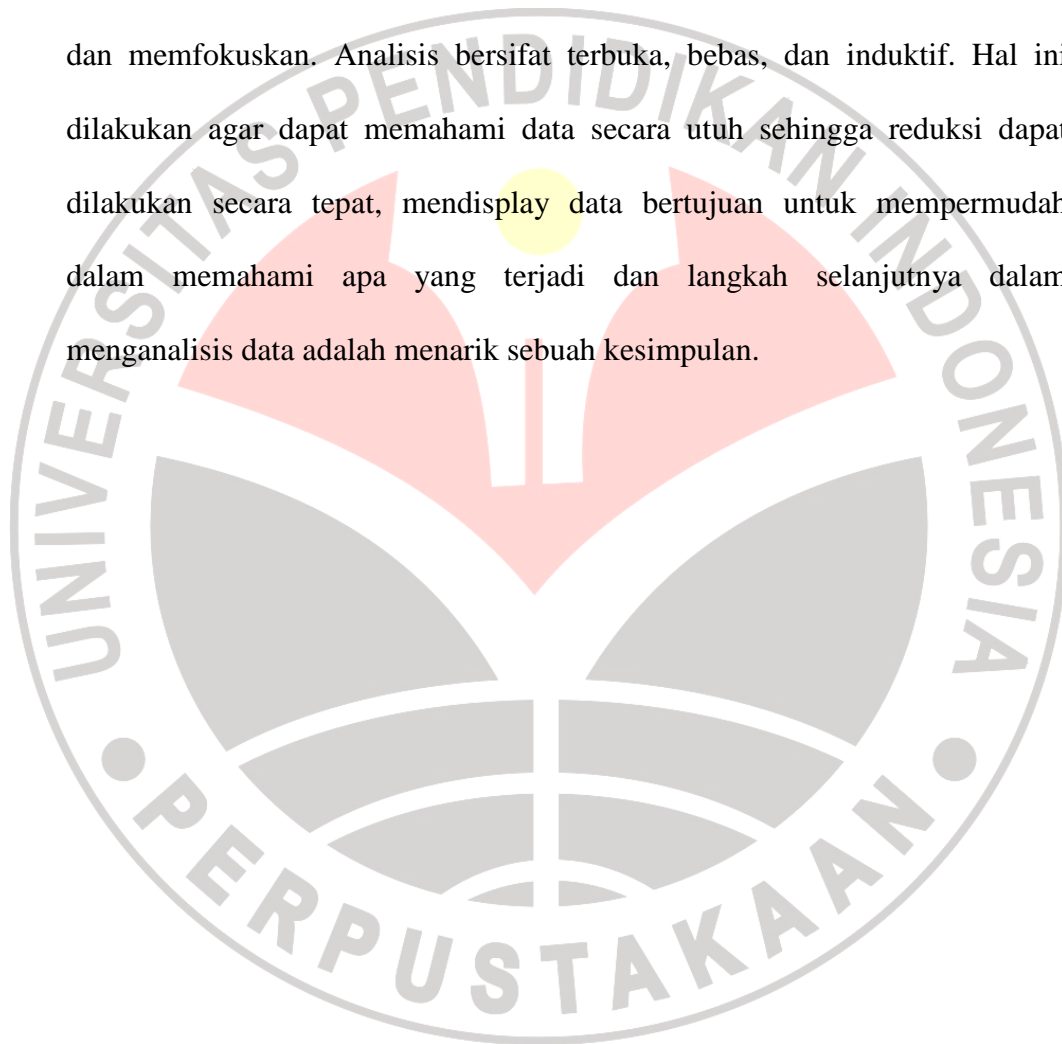 dan memfokuskan. Analisis bersifat terbuka, bebas, dan induktif. Hal ini
dilakukan agar dapat memahami data secara utuh sehingga reduksi dapat
dilakukan secara tepat, mendisplay data bertujuan untuk mempermudah
dalam memahami apa yang terjadi dan langkah selanjutnya dalam
menganalisis data adalah menarik sebuah kesimpulan.
UNIVERSITAS PENDIDIKAN INDONESIA
PERPUSTAKAAN